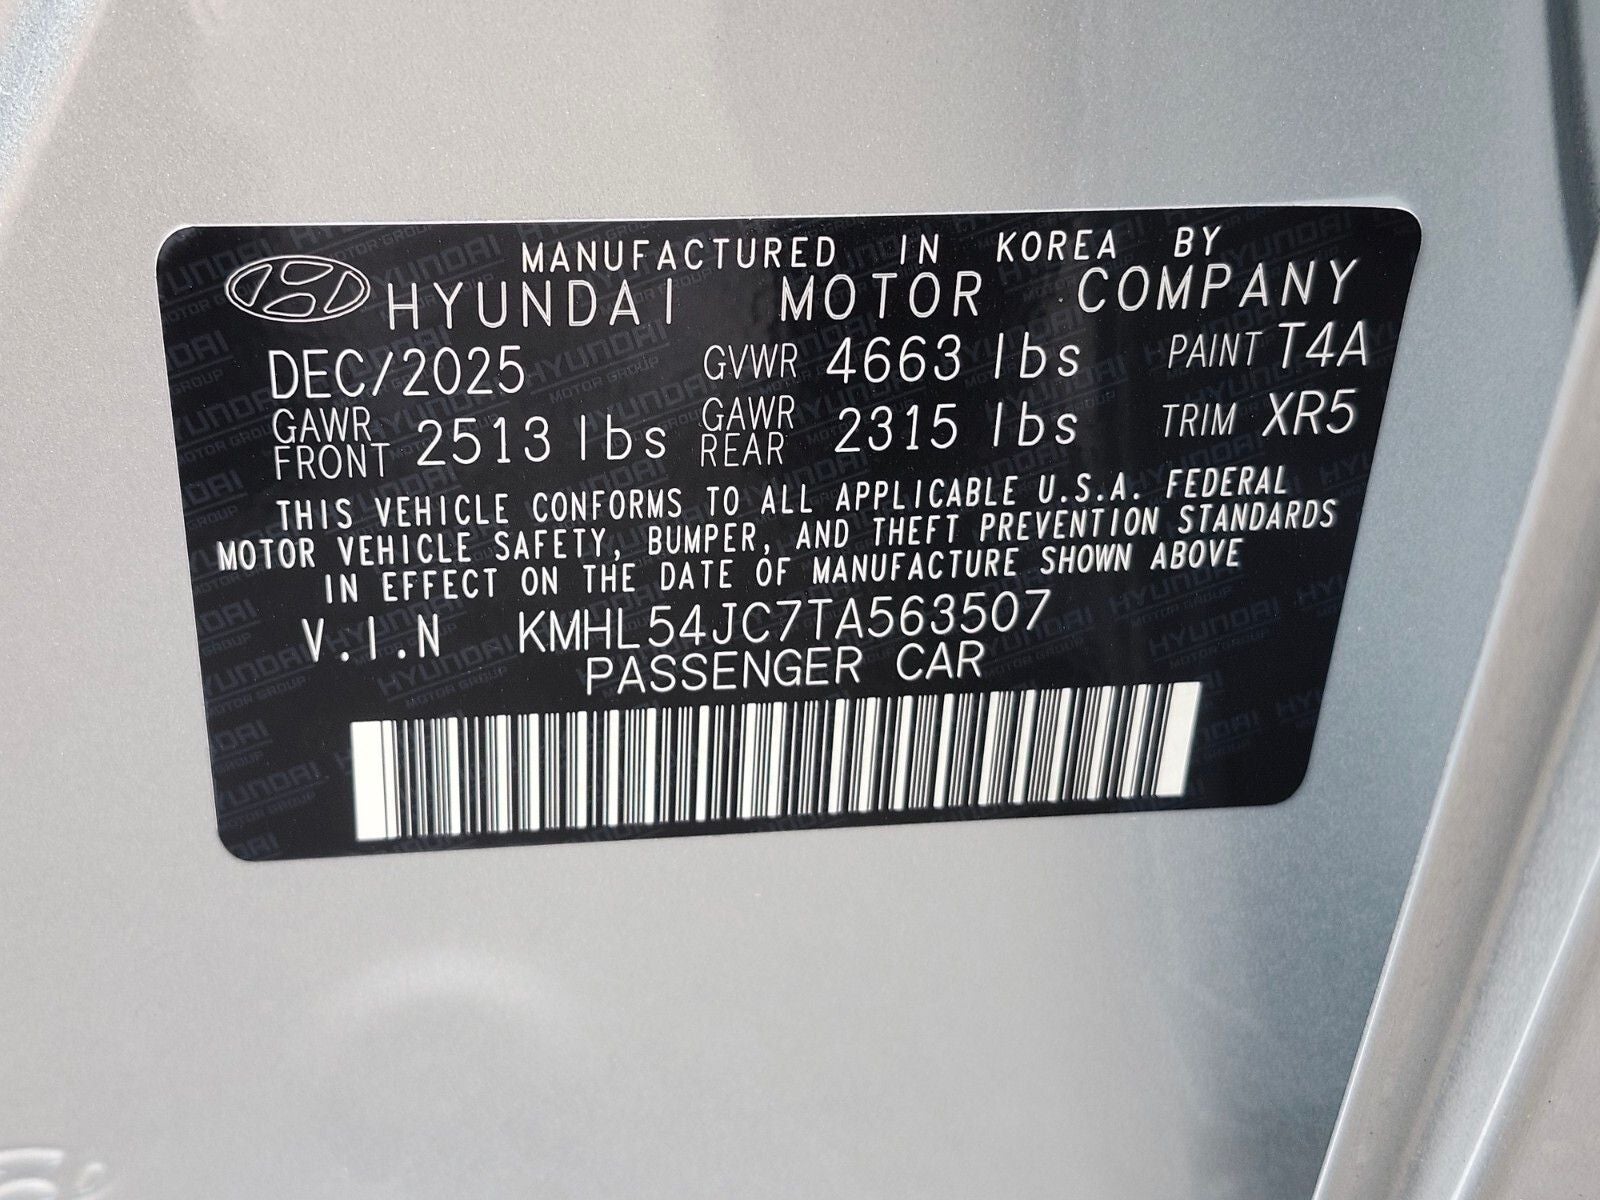 MANUFACTURED IN KOREA BY
HYUNDAI MOTOR COMPANY
DEC/2025 GVWR 4663 lbs PAINT T4A
GAWR FRONT 2513 lbs GAWR REAR 2315 lbs TRIM XR5
THIS VEHICLE CONFORMS TO ALL APPLICABLE U.S.A. FEDERAL
MOTOR VEHICLE SAFETY, BUMPER, AND THEFT PREVENTION STANDARDS
IN EFFECT ON THE DATE OF MANUFACTURE SHOWN ABOVE
V.I.N KMHL54JC7TA563507
PASSENGER CAR